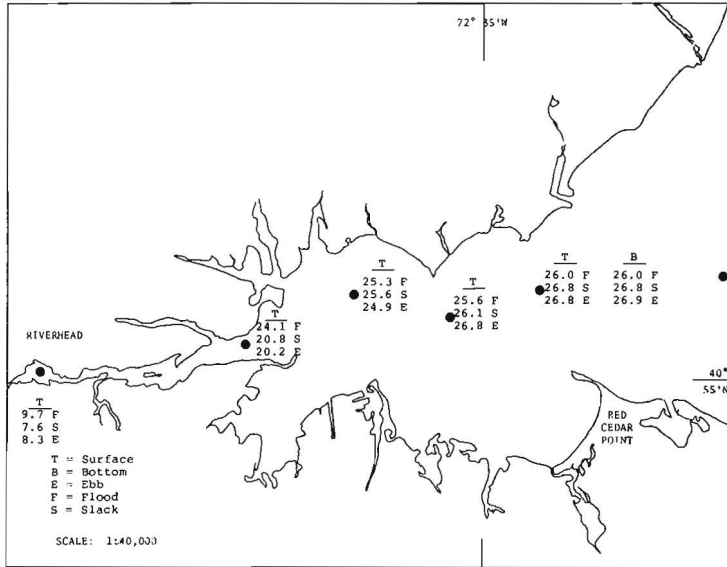 72° 35'W
T
25.3 F
25.6 S
24.9 E
T
25.6 F
26.1 S
26.8 E
T
26.0 F
26.8 S
26.8 E
B
26.0 F
26.8 S
26.9 E
T
24.1 F
20.8 S
20.2 E
RIVERHEAD
T
9.7 F
7.6 S
8.3 E
40°
55'N
RED
CEDAR
POINT
T = Surface
B = Bottom
E = Ebb
F = Flood
S = Slack
SCALE: 1:40,000